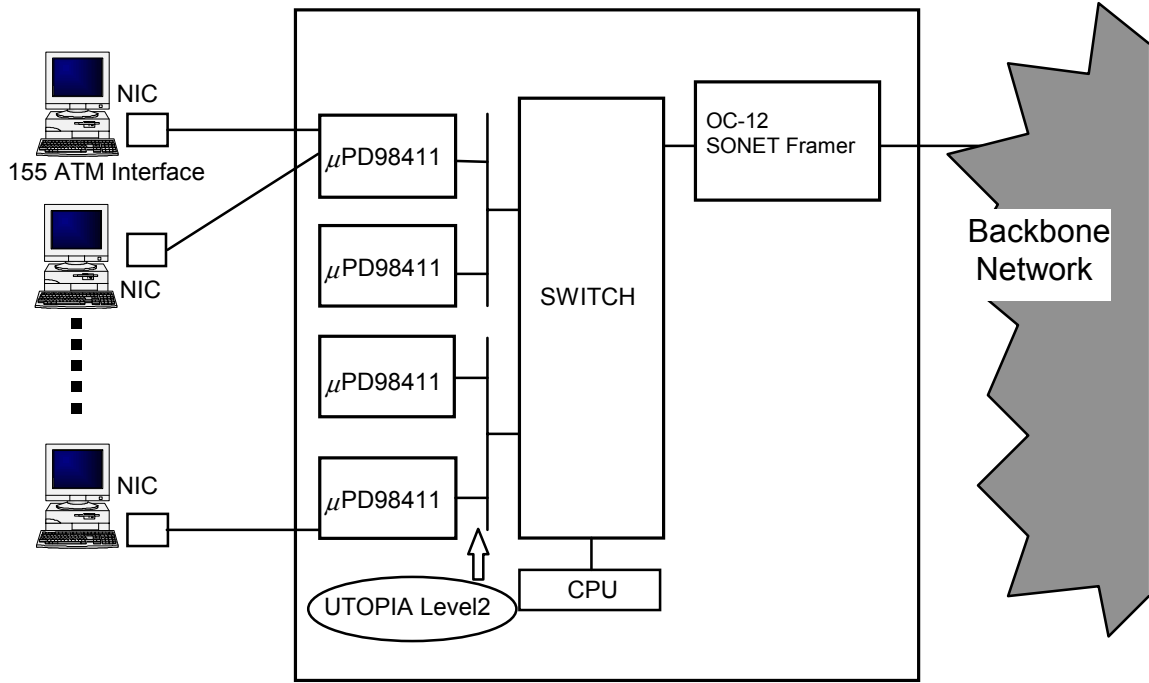 NIC
155 ATM Interface
NIC
NIC
μPD98411
μPD98411
μPD98411
μPD98411
UTOPIA Level2
SWITCH
CPU
OC-12
SONET Framer
Backbone
Network